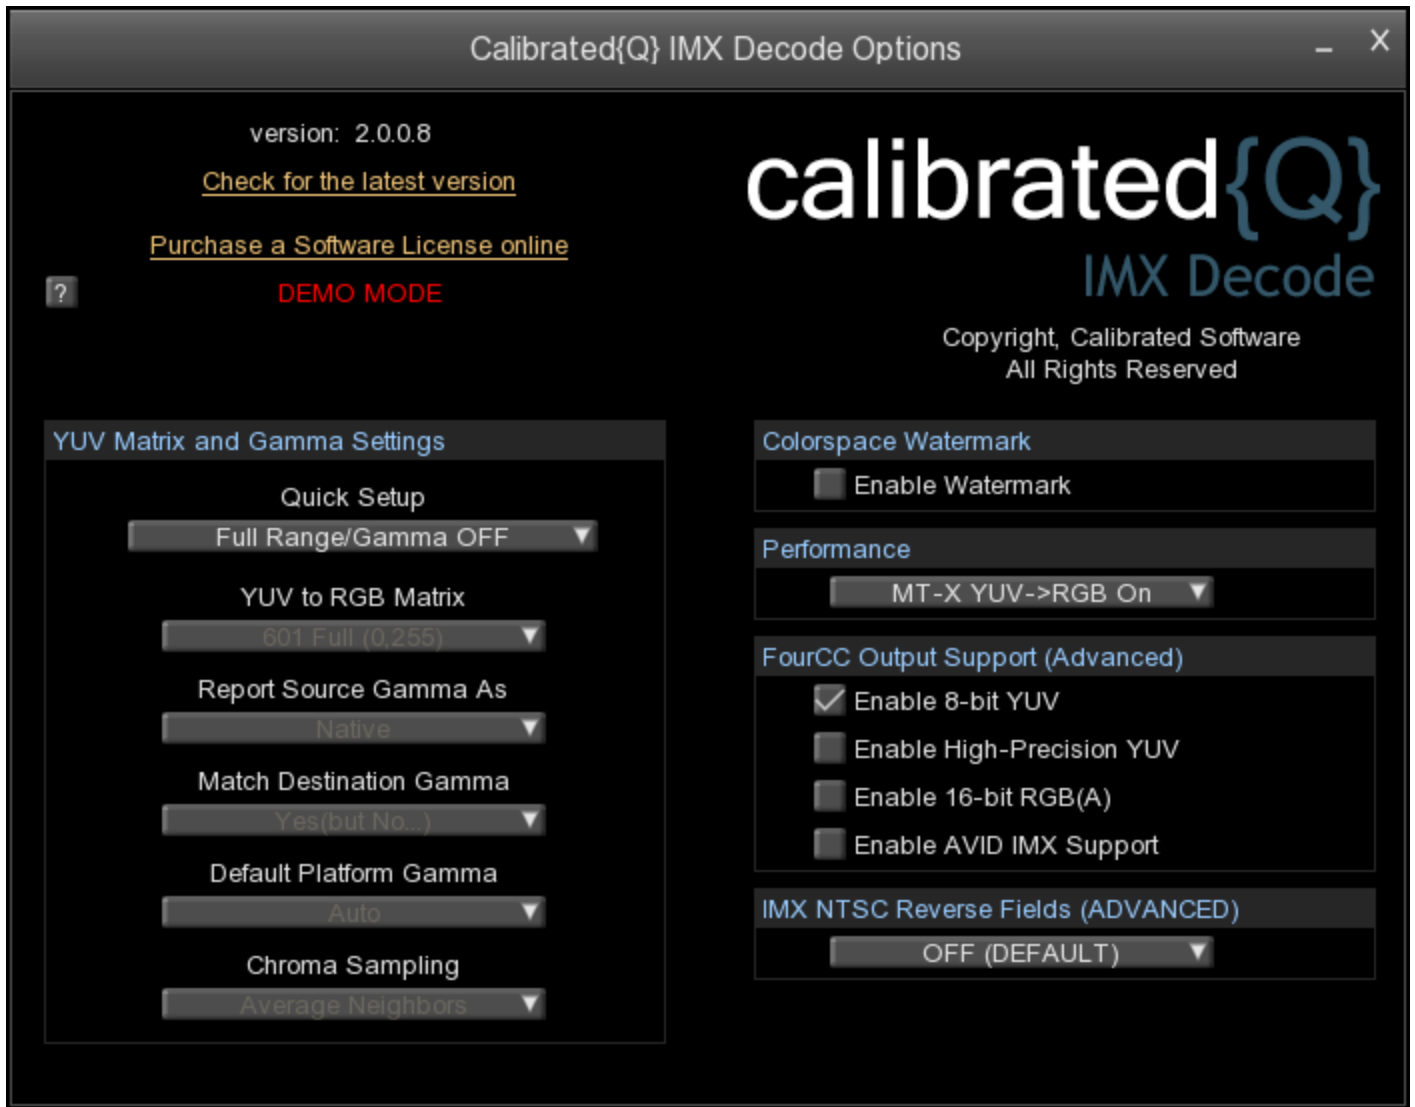 Calibrated{Q} IMX Decode Options
version: 2.0.0.8
Check for the latest version
Purchase a Software License online
?
DEMO MODE
calibrated{Q}
IMX Decode
Copyright, Calibrated Software
All Rights Reserved
YUV Matrix and Gamma Settings
Quick Setup
Full Range/Gamma OFF
YUV to RGB Matrix
601 Full (0,255)
Report Source Gamma As
Native
Match Destination Gamma
Yes(but No...)
Default Platform Gamma
Auto
Chroma Sampling
Average Neighbors
Colorspace Watermark
Enable Watermark
Performance
MT-X YUV->RGB On
FourCC Output Support (Advanced)
Enable 8-bit YUV
Enable High-Precision YUV
Enable 16-bit RGB(A)
Enable AVID IMX Support
IMX NTSC Reverse Fields (ADVANCED)
OFF (DEFAULT)